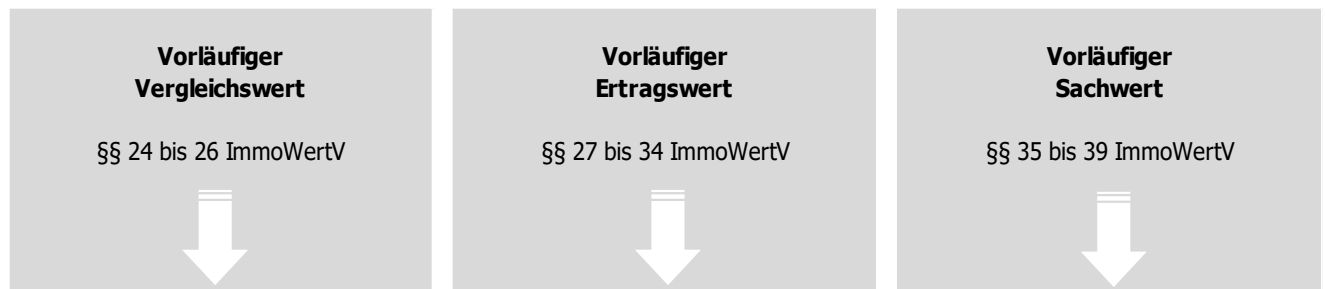 Vorläufiger
Vergleichswert
§§ 24 bis 26 ImmoWertV
Vorläufiger
Ertragswert
§§ 27 bis 34 ImmoWertV
Vorläufiger
Sachwert
§§ 35 bis 39 ImmoWertV